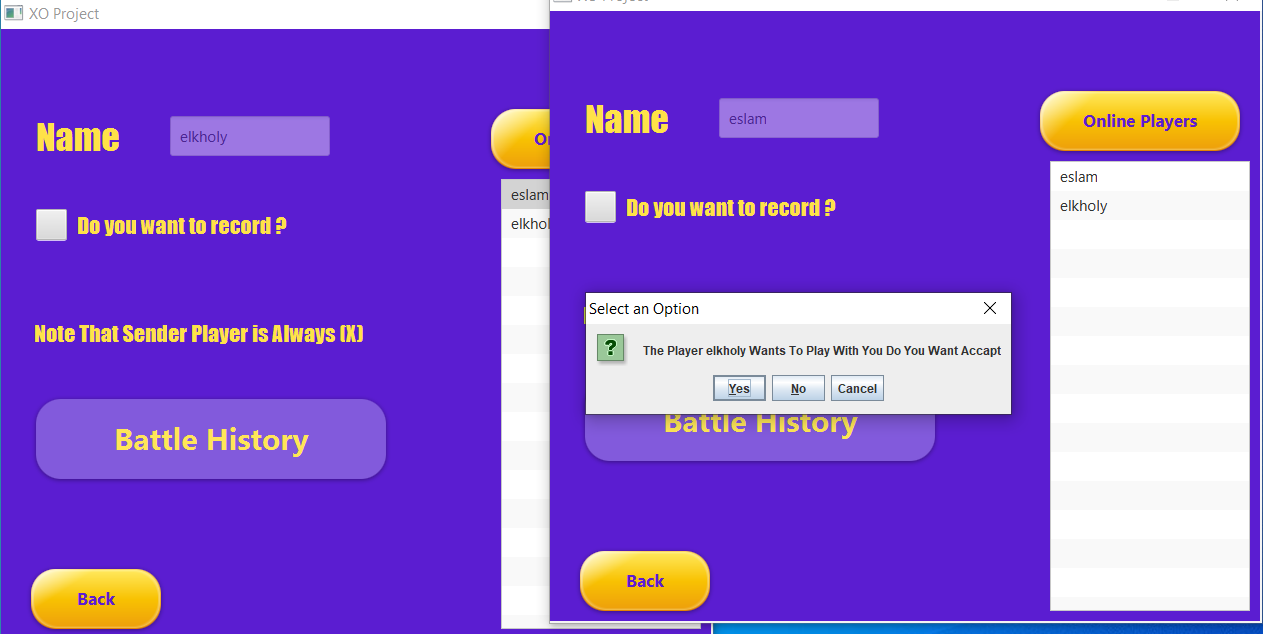 XO Project
Name
elkholy
eslam
Do you want to record ?
Note That Sender Player is Always (X)
Battle History
Back
Name
eslam
Online Players
eslam
elkholy
Do you want to record ?
Select an Option
The Player elkholy Wants To Play With You Do You Want Accapt
Yes
No
Cancel
Battle History
Back